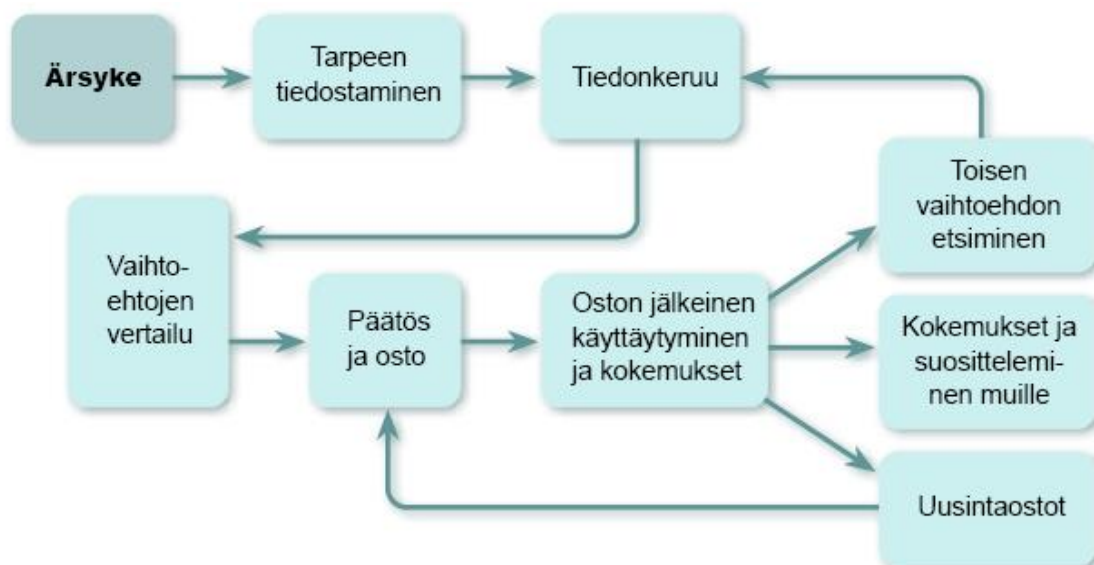 Ärsyke
Tarpeen
tiedostaminen
Tiedonkeruu
Toisen
vaihtoehdon
etsiminen
Vaihto-
ehtojen
vertailu
Päätös
ja osto
Oston jälkeinen
käyttäytyminen
ja kokemukset
Kokemukset ja
suosittelemi-
nen muille
Uusintaostot